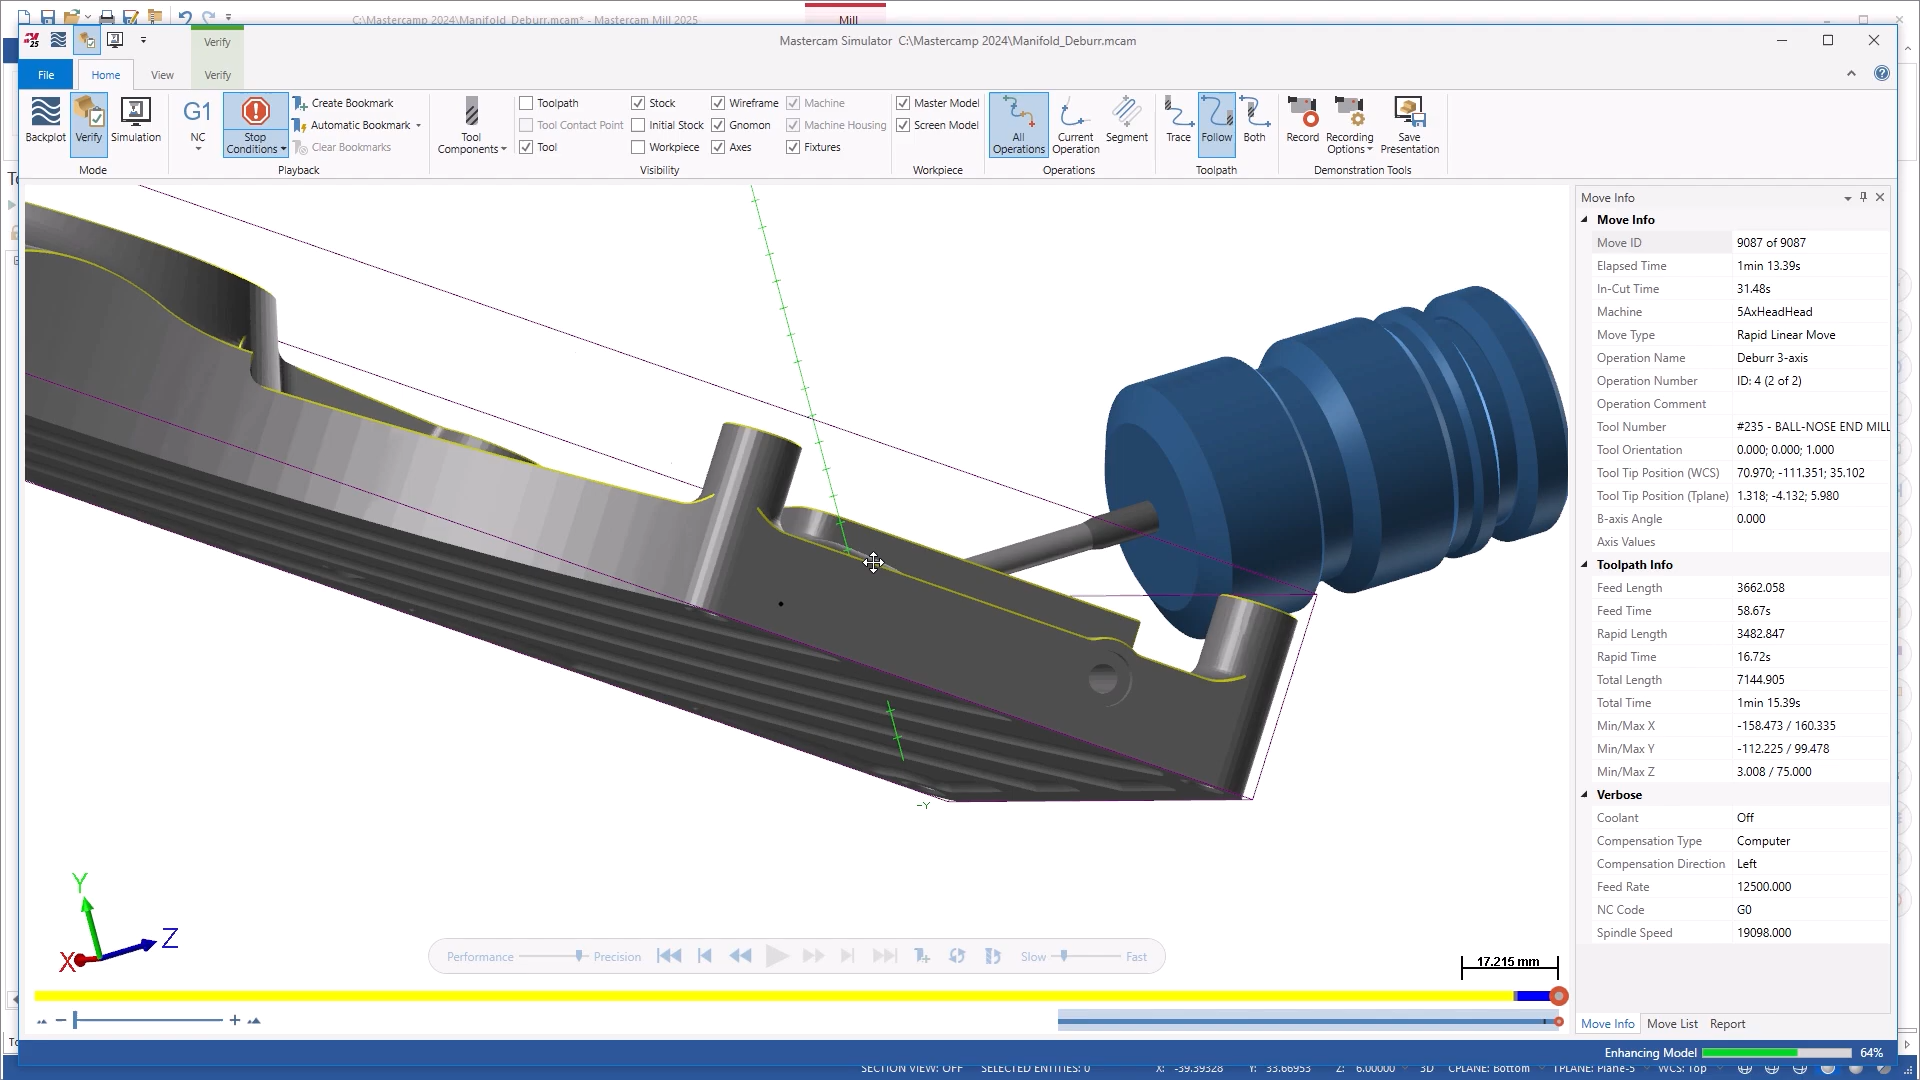 C:\Mastercamp 2024\Manifold_Deburr.mcam* - Mastercam Mill 2025
Mill
Verify
Mastercam Simulator C:\Mastercamp 2024\Manifold_Deburr.mcam
File
Home
View
Verify
Backplot
Verify
Simulation
Mode
G1
NC
Stop Conditions
Create Bookmark
Automatic Bookmark
Clear Bookmarks
Playback
Tool Components
Toolpath
Tool Contact Point
Tool
Stock
Initial Stock
Workpiece
Wireframe
Gnomon
Axes
Machine
Machine Housing
Fixtures
Visibility
Master Model
Screen Model
Workpiece
All Operations
Current Operation
Segment
Operations
Trace
Follow
Both
Toolpath
Record
Recording Options
Save Presentation
Demonstration Tools
Move Info
Move Info
Move ID 9087 of 9087
Elapsed Time 1min 13.39s
In-Cut Time 31.48s
Machine 5AxHeadHead
Move Type Rapid Linear Move
Operation Name Deburr 3-axis
Operation Number ID: 4 (2 of 2)
Operation Comment
Tool Number #235 - BALL-NOSE END MILL
Tool Orientation 0.000; 0.000; 1.000
Tool Tip Position (WCS) 70.970; -111.351; 35.102
Tool Tip Position (Tplane) 1.318; -4.132; 5.980
B-axis Angle 0.000
Axis Values
Toolpath Info
Feed Length 3662.058
Feed Time 58.67s
Rapid Length 3482.847
Rapid Time 16.72s
Total Length 7144.905
Total Time 1min 15.39s
Min/Max X -158.473 / 160.335
Min/Max Y -112.225 / 99.478
Min/Max Z 3.008 / 75.000
Verbose
Coolant Off
Compensation Type Computer
Compensation Direction Left
Feed Rate 12500.000
NC Code G0
Spindle Speed 19098.000
-Y
Y
Z
X
Performance
Precision
Slow
Fast
17.215 mm
Move Info
Move List
Report
Enhancing Model 64%
SECTION VIEW: OFF SELECTED ENTITIES: 0 X: -39.39328 Y: 33.66953 Z: 6.00000 3D CPLANE: Bottom TPLANE: Plane-5 WCS: Top